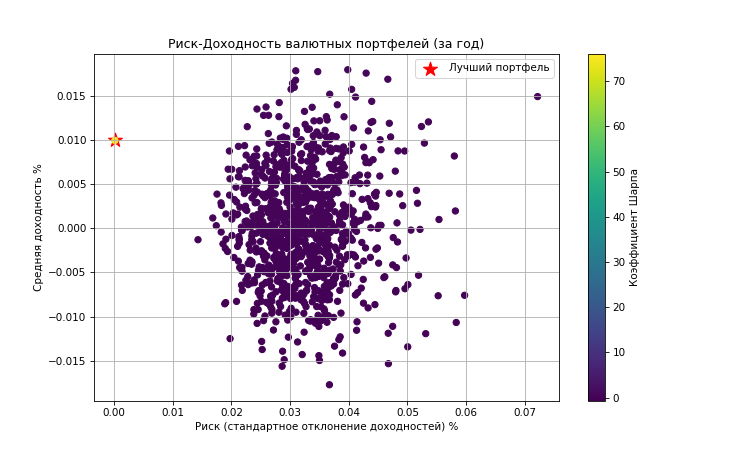 Риск-Доходность валютных портфелей (за год)
Лучший портфель
Средняя доходность %
0.015
0.010
0.005
0.000
−0.005
−0.010
−0.015
0.00 0.01 0.02 0.03 0.04 0.05 0.06 0.07
Риск (стандартное отклонение доходностей) %
70
60
50
40
30
20
10
0
Коэффициент Шарпа